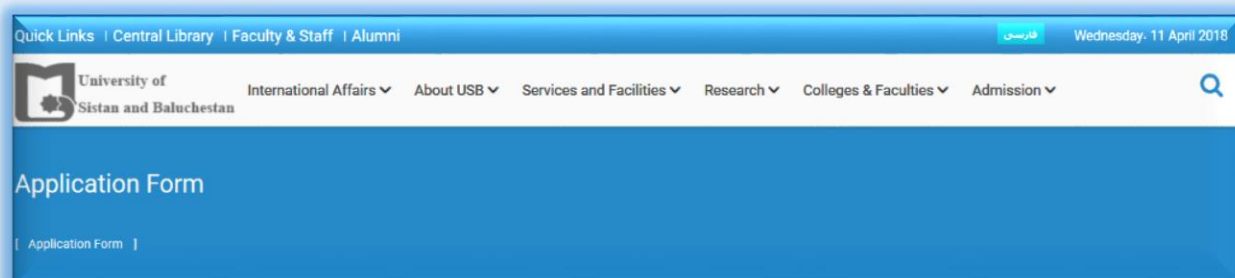 Quick Links | Central Library | Faculty & Staff | Alumni فارسی Wednesday، 11 April 2018
University of
Sistan and Baluchestan
International Affairs About USB Services and Facilities Research Colleges & Faculties Admission
Application Form
[ Application Form ]